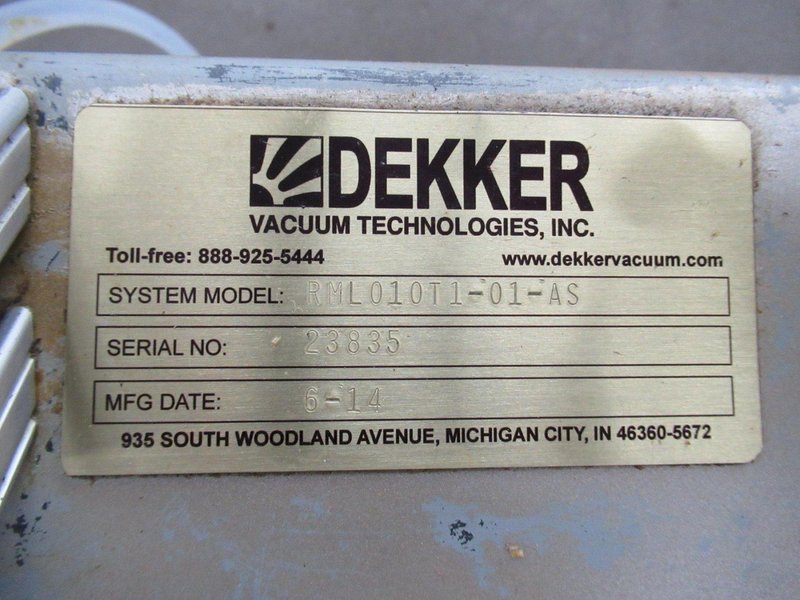 DEKKER
VACUUM TECHNOLOGIES, INC.
Toll-free: 888-925-5444 www.dekkervacuum.com
SYSTEM MODEL: RML010T1-01-AS
SERIAL NO: 23835
MFG DATE: 6-14
935 SOUTH WOODLAND AVENUE, MICHIGAN CITY, IN 46360-5672